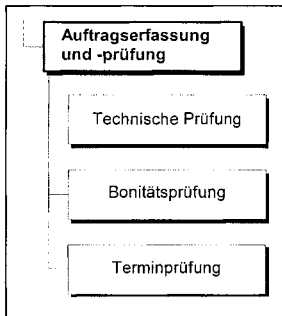 Auftragserfassung
und -prüfung
Technische Prüfung
Bonitätsprüfung
Terminprüfung